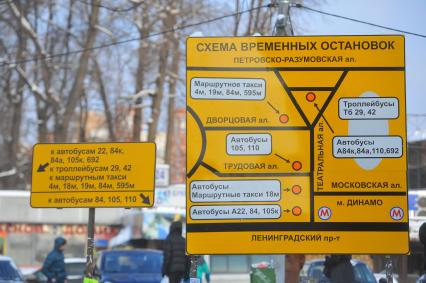 СХЕМА ВРЕМЕННЫХ ОСТАНОВОК
ПЕТРОВСКО-РАЗУМОВСКАЯ ал.
Маршрутное такси
4м, 19м, 84м, 595м
Троллейбусы
Тб 29, 42
ДВОРЦОВАЯ ал.
Автобусы
105, 110
Автобусы
А84к,84а,110,692
ТЕАТРАЛЬНАЯ ал.
ТРУДОВАЯ ал.
Автобусы
Маршрутное такси 18м
МОСКОВСКАЯ ал.
Автобусы А22, 84, 105к
м. ДИНАМО
М
М
ЛЕНИНГРАДСКИЙ пр-т
к автобусам 22, 84к,
84а, 105к, 692
к троллейбусам 29, 42
к маршрутным такси
4м, 18м, 19м, 84м, 595м
к автобусам 84, 105, 110